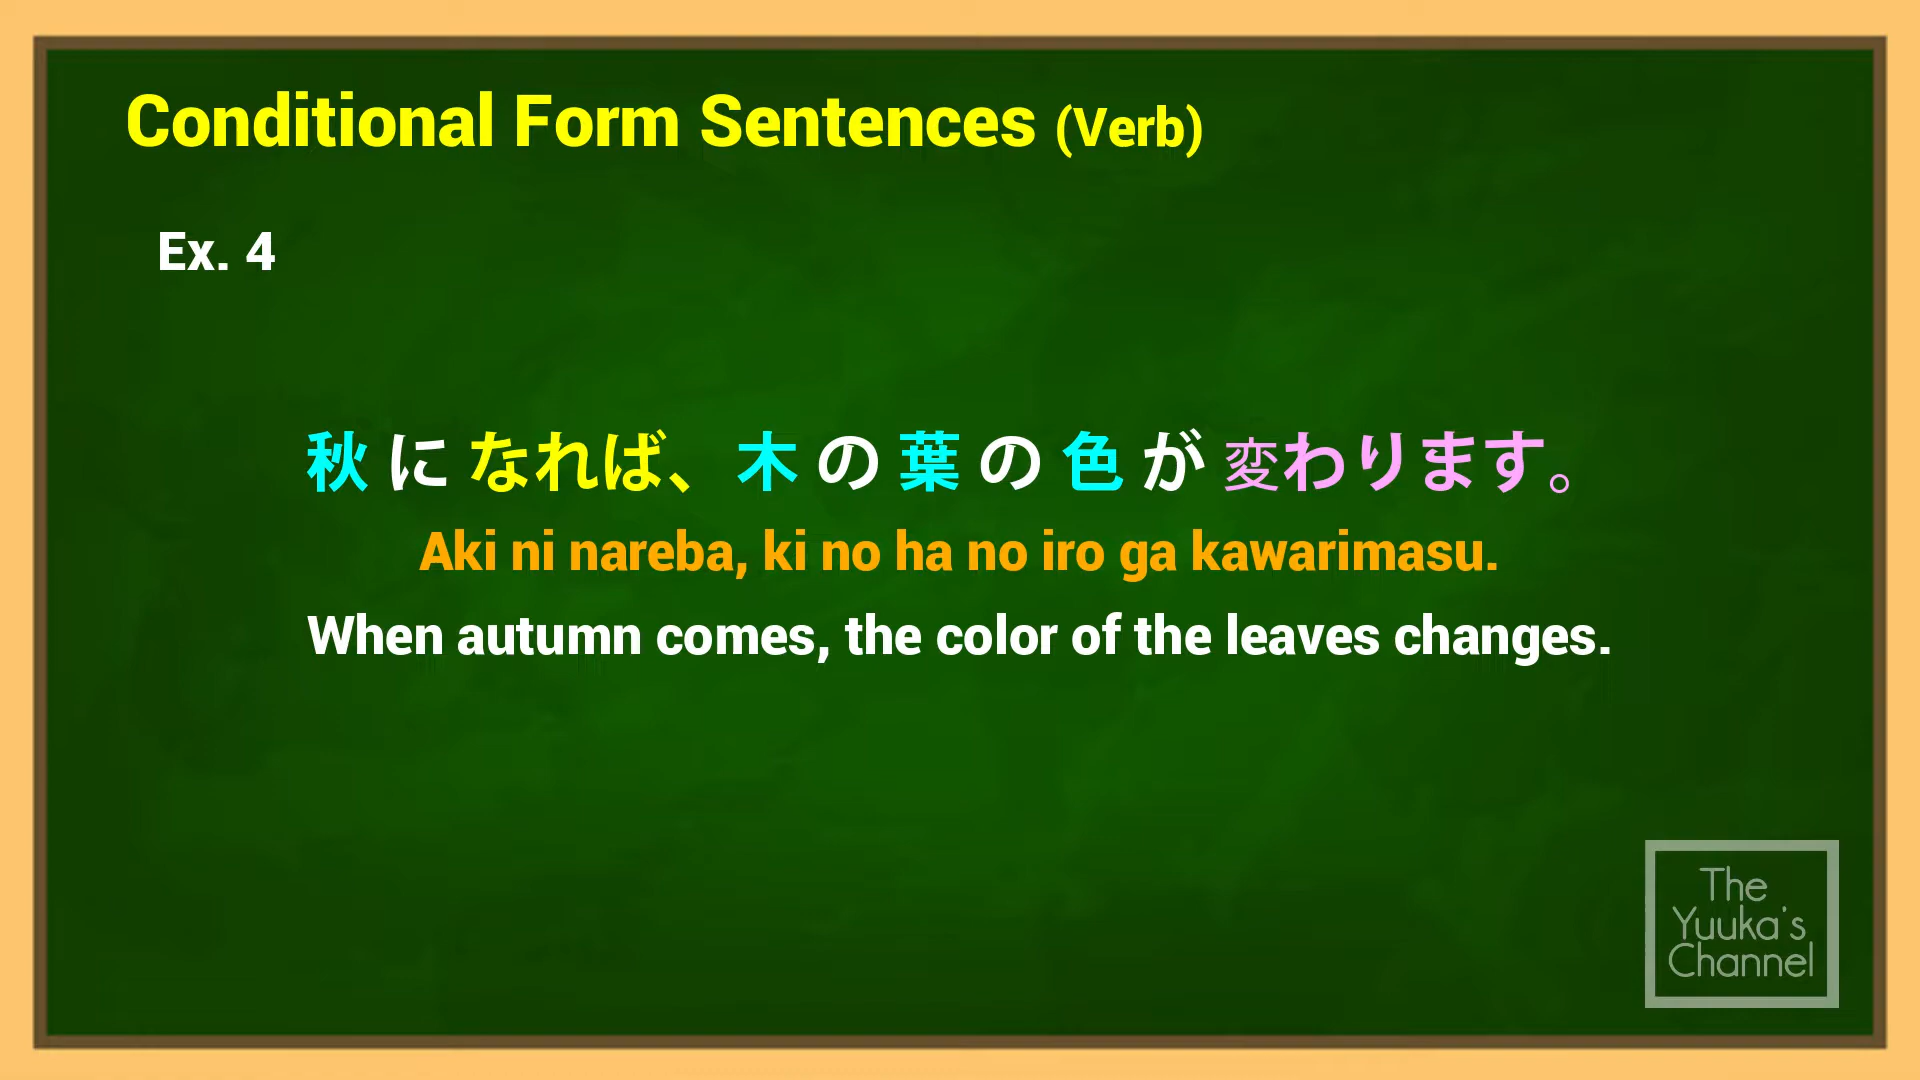 Conditional Form Sentences (Verb)
Ex. 4
秋 に なれば、木 の 葉 の 色 が 変わります。
Aki ni nareba, ki no ha no iro ga kawarimasu.
When autumn comes, the color of the leaves changes.
The
Yuuka's
Channel